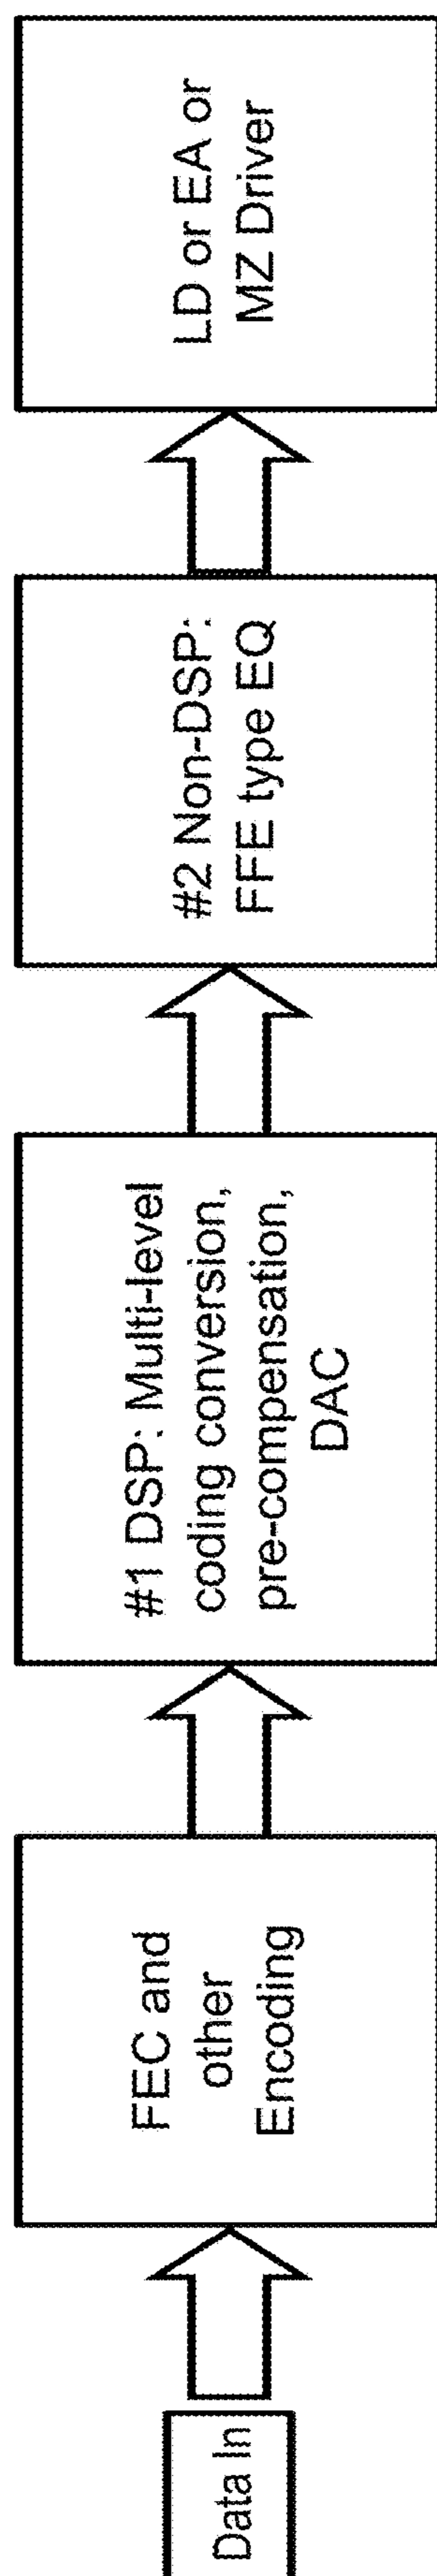 Data In
FEC and
other
Encoding
#1 DSP: Multi-level
coding conversion,
pre-compensation,
DAC
#2 Non-DSP:
FFE type EQ
LD or EA or
MZ Driver